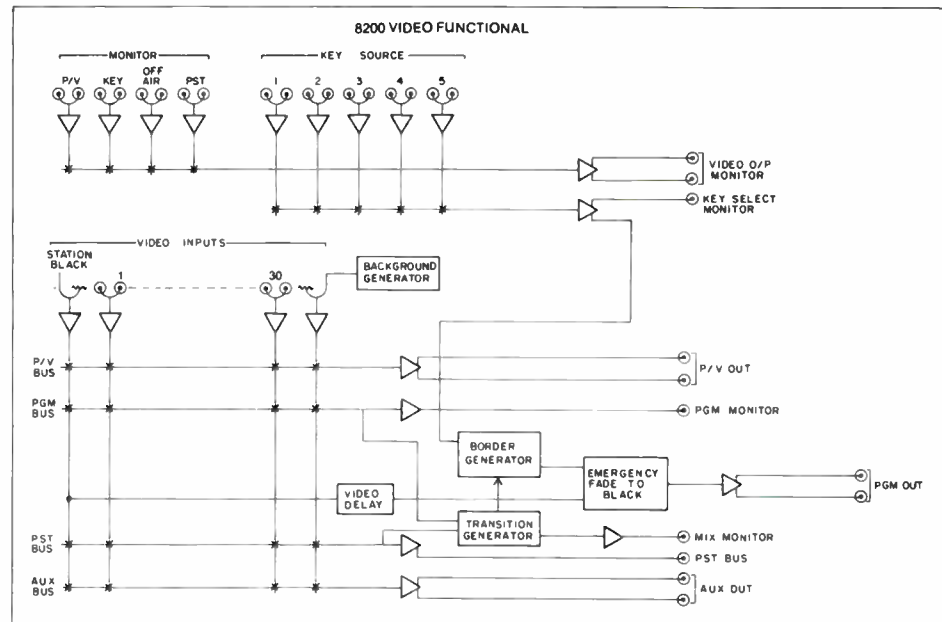 8200 VIDEO FUNCTIONAL
MONITOR
KEY SOURCE
P/V
KEY
OFF
AIR
PST
1
2
3
4
5
VIDEO O/P
MONITOR
KEY SELECT
MONITOR
VIDEO INPUTS
STATION
BLACK
1
30
BACKGROUND
GENERATOR
P/V
BUS
P/V OUT
PGM
BUS
PGM MONITOR
BORDER
GENERATOR
EMERGENCY
FADE TO
BLACK
PGM OUT
VIDEO
DELAY
TRANSITION
GENERATOR
MIX MONITOR
PST
BUS
PST BUS
AUX
BUS
AUX OUT